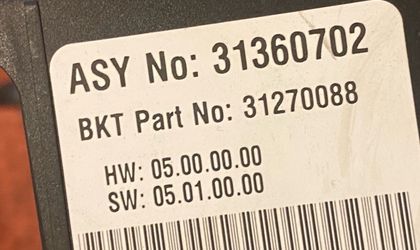 ASY No: 31360702
BKT Part No: 31270088
HW: 05.00.00.00
SW: 05.01.00.00